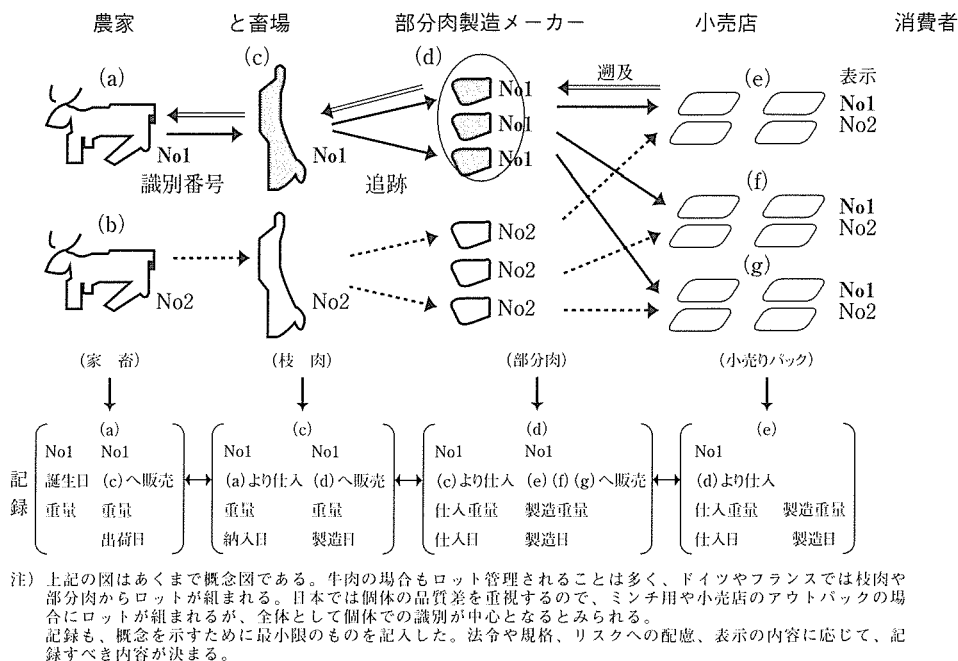 農家 と畜場 部分肉製造メーカー 小売店 消費者
(a) (c) (d) 遡及 (e) 表示
No1 No1
No1 No2
No1 No1 No1
識別番号 追跡
(f)
No1
(b) No2 No2
No2 (g)
No2 No2 No2 No1
No2
(家 畜) (枝 肉) (部分肉) (小売りパック)
記録
(a)
No1 No1
誕生日 (c)へ販売
重量 重量
出荷日
(c)
No1 No1
(a)より仕入 (d)へ販売
重量 重量
納入日 製造日
(d)
No1 No1
(c)より仕入 (e)(f)(g)へ販売
仕入重量 製造重量
仕入日 製造日
(e)
No1
(d)より仕入
仕入重量 製造重量
仕入日 製造日
注) 上記の図はあくまで概念図である。牛肉の場合もロット管理されることは多く、ドイツやフランスでは枝肉や
部分肉からロットが組まれる。日本では個体の品質差を重視するので、ミンチ用や小売店のアウトパックの場
合にロットが組まれるが、全体として個体での識別が中心となるとみられる。
記録も、概念を示すために最小限のものを記入した。法令や規格、リスクへの配慮、表示の内容に応じて、記
録すべき内容が決まる。